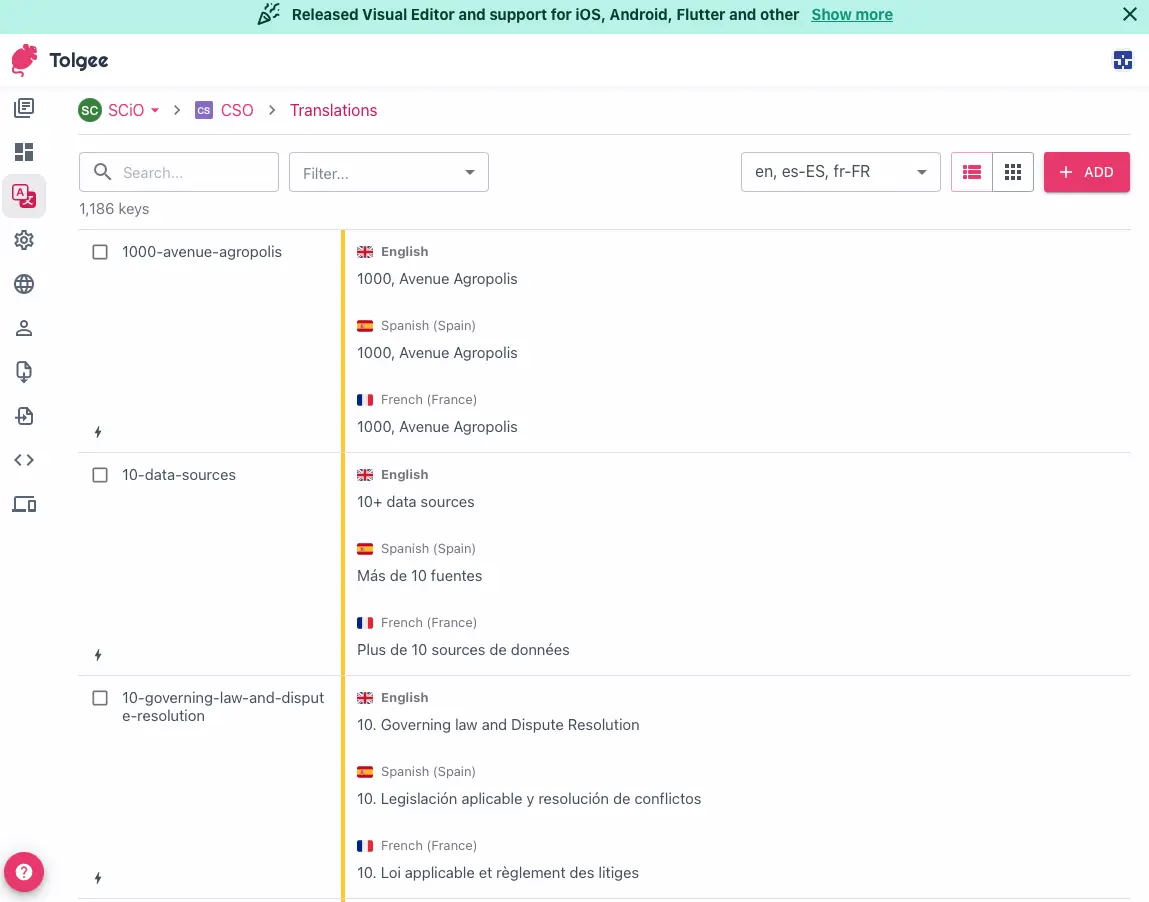 Released Visual Editor and support for iOS, Android, Flutter and other Show more
Tolgee
SC SCiO CS CSO Translations
Search... Filter... en, es-ES, fr-FR ADD
1,186 keys
1000-avenue-agropolis
English
1000, Avenue Agropolis
Spanish (Spain)
1000, Avenue Agropolis
French (France)
1000, Avenue Agropolis
10-data-sources
English
10+ data sources
Spanish (Spain)
Más de 10 fuentes
French (France)
Plus de 10 sources de données
10-governing-law-and-disput
e-resolution
English
10. Governing law and Dispute Resolution
Spanish (Spain)
10. Legislación aplicable y resolución de conflictos
French (France)
10. Loi applicable et règlement des litiges